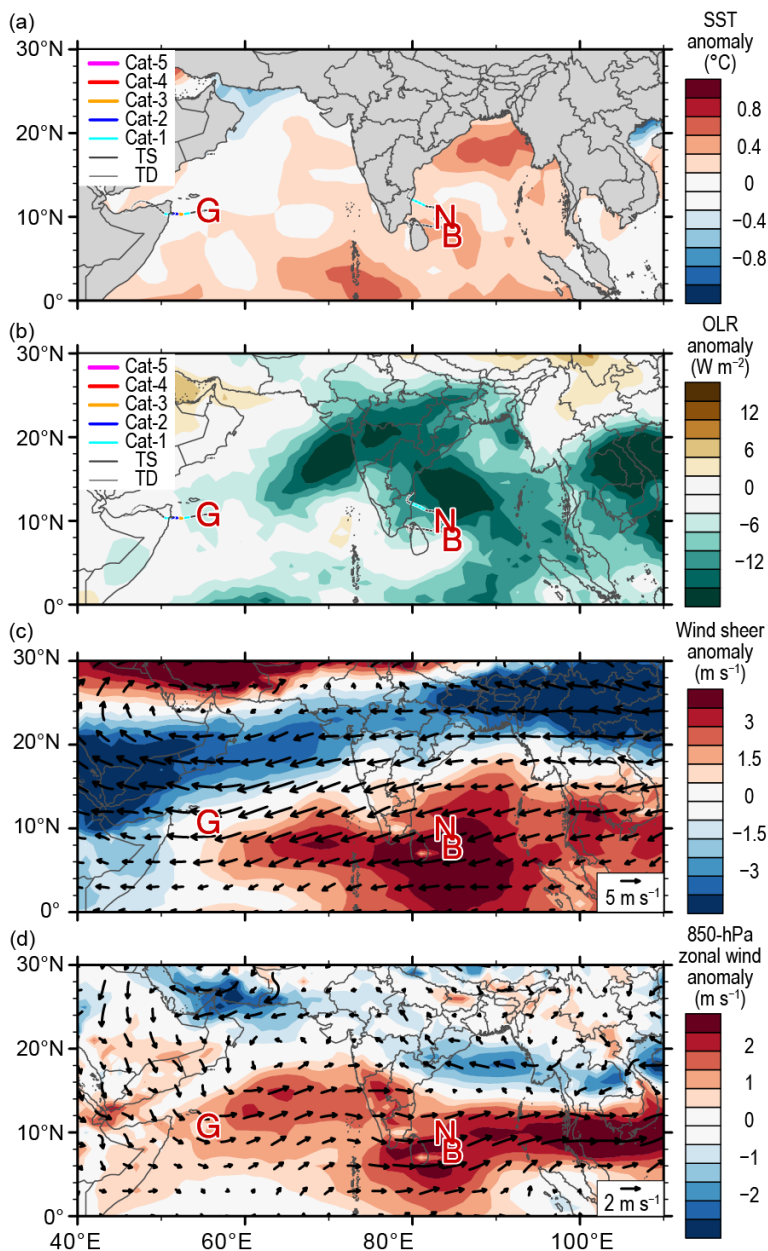 (a)
SST
anomaly
(°C)
30°N
20°N
10°N
0°
Cat-5
Cat-4
Cat-3
Cat-2
Cat-1
TS
TD
G
N
B
0.8
0.4
0
−0.4
−0.8
(b)
OLR
anomaly
(W m−2)
30°N
20°N
10°N
0°
Cat-5
Cat-4
Cat-3
Cat-2
Cat-1
TS
TD
G
N
B
12
6
0
−6
−12
(c)
Wind sheer
anomaly
(m s−1)
30°N
20°N
10°N
0°
G
N
B
5 m s−1
3
1.5
0
−1.5
−3
(d)
850-hPa
zonal wind
anomaly
(m s−1)
30°N
20°N
10°N
0°
G
N
B
2 m s−1
2
1
0
−1
−2
40°E
60°E
80°E
100°E